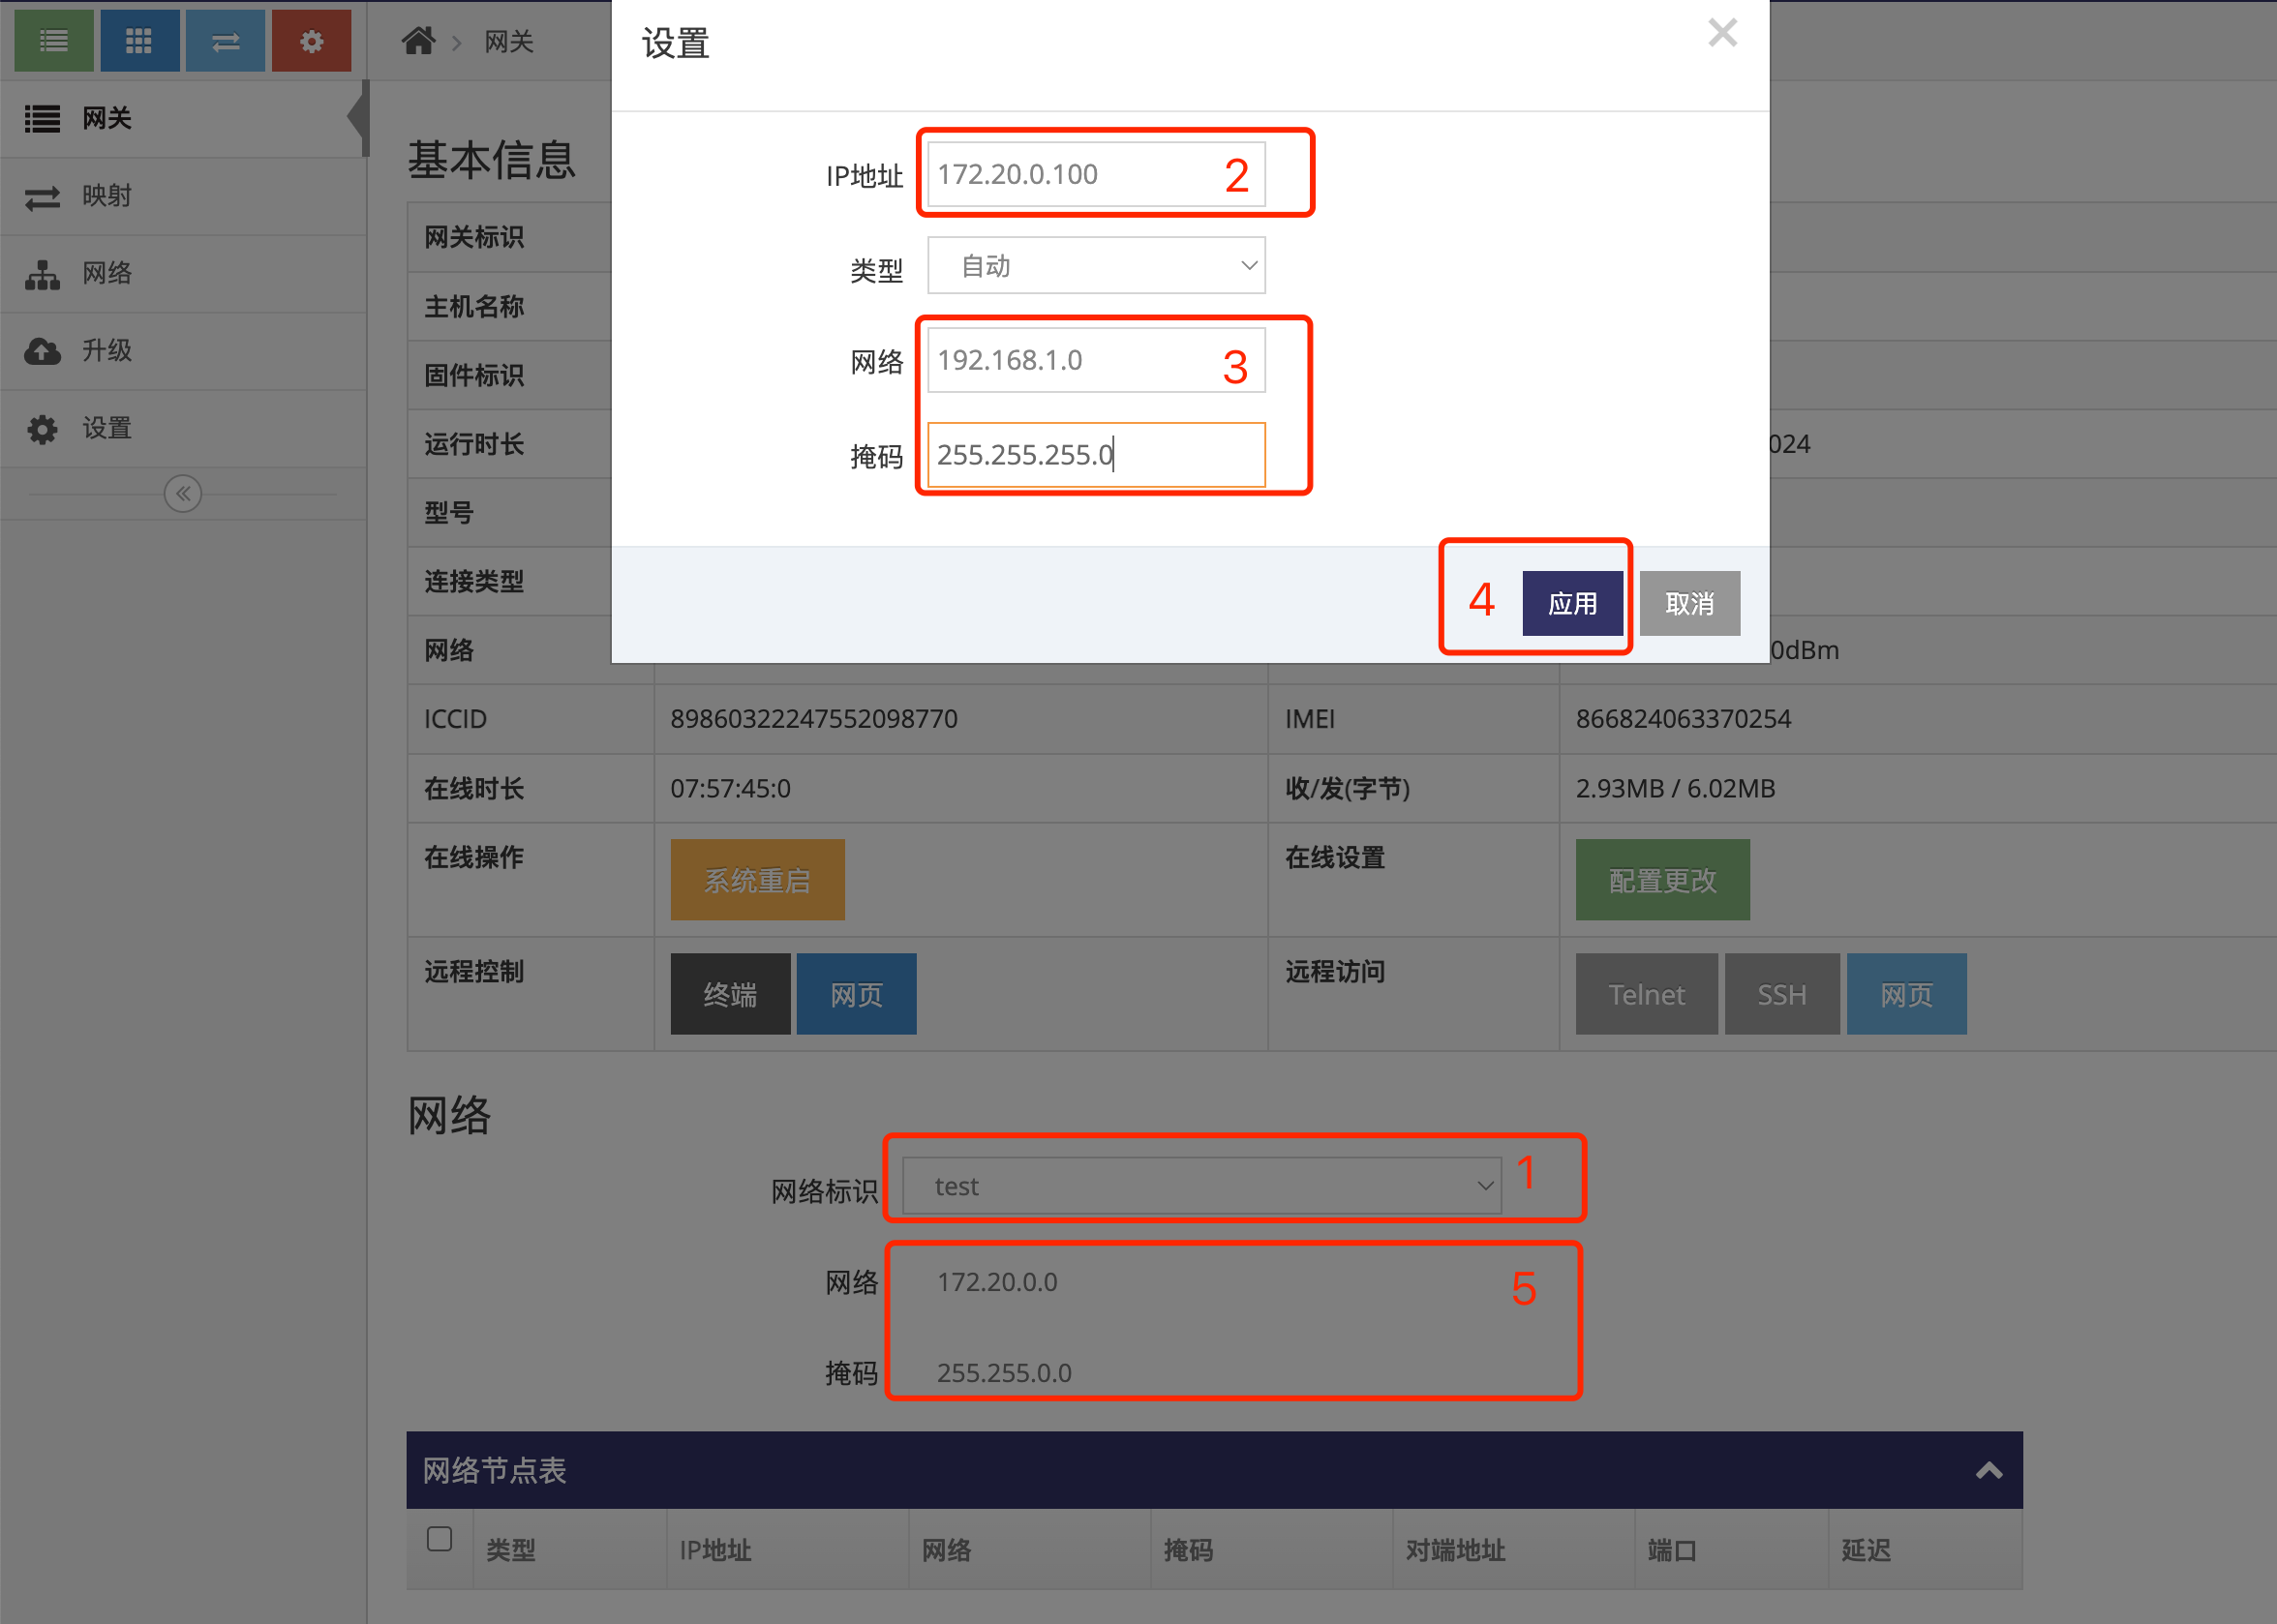 网关
设置
网关
映射
网络
升级
设置
IP地址 172.20.0.100 2
类型 自动
网络 192.168.1.0 3
掩码 255.255.255.0
4 应用 取消
基本信息
网关标识
主机名称
固件标识
运行时长 024
型号
连接类型
网络 0dBm
ICCID 89860322247552098770 IMEI 866824063370254
在线时长 07:57:45:0 收/发(字节) 2.93MB / 6.02MB
在线操作 系统重启 在线设置 配置更改
远程控制 终端 网页 远程访问 Telnet SSH 网页
网络
网络标识 test 1
网络 172.20.0.0 5
掩码 255.255.0.0
网络节点表
类型 IP地址 网络 掩码 对端地址 端口 延迟